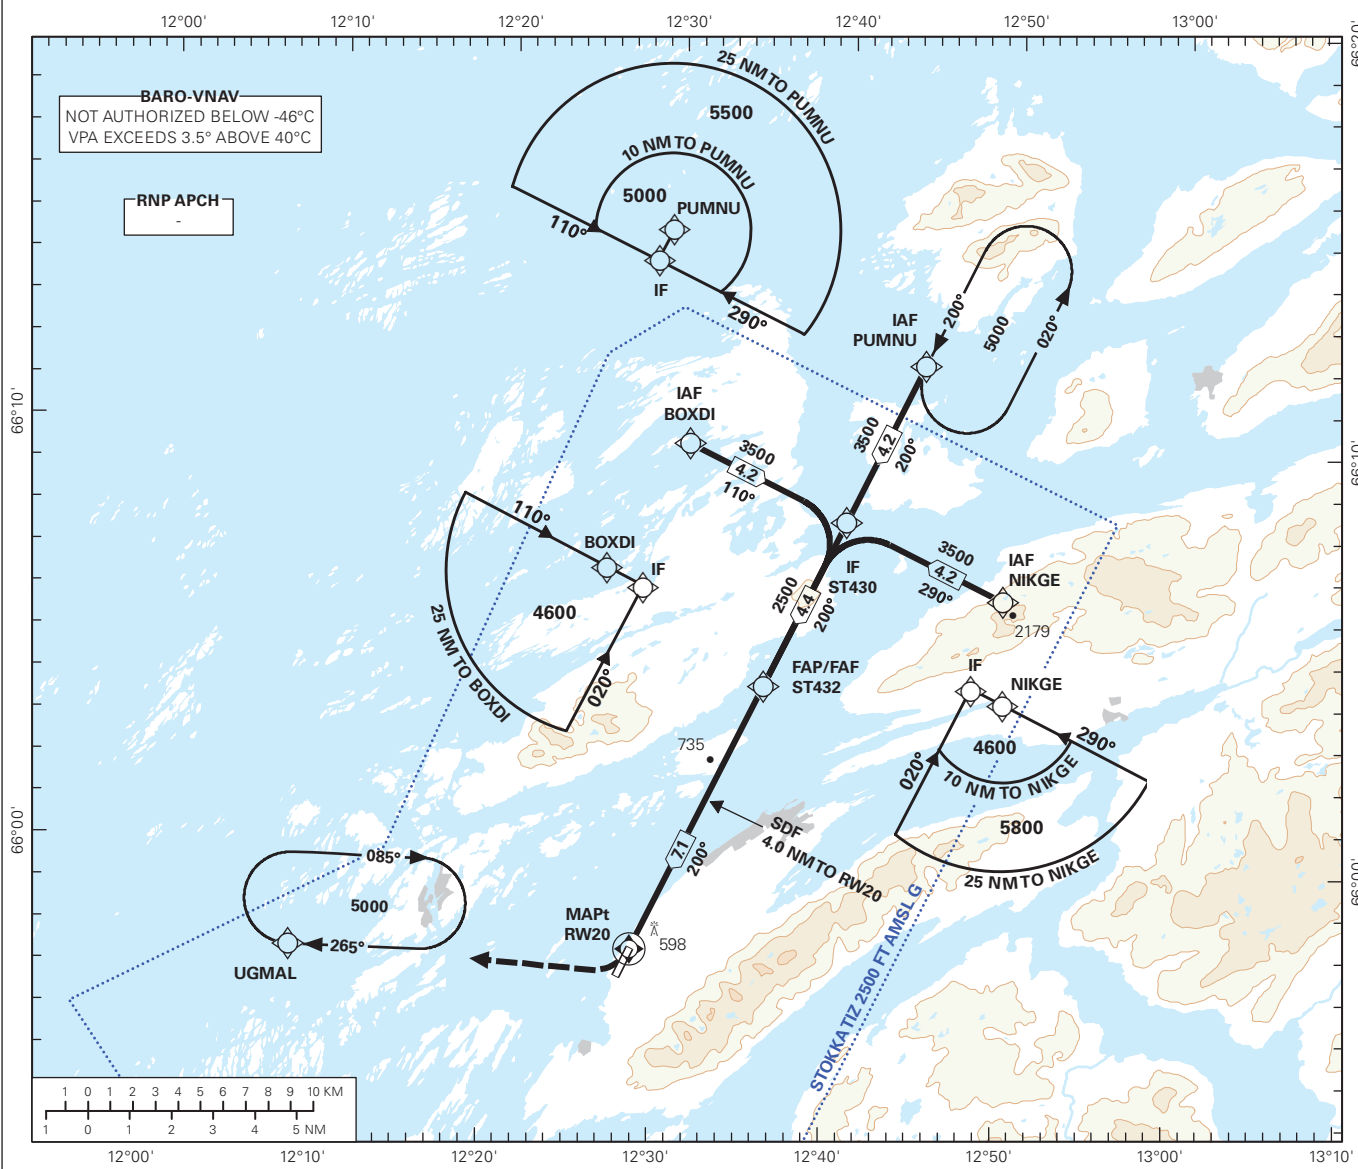 12°00'
12°10'
12°20'
12°30'
12°40'
12°50'
13°00'
66°20'
BARO-VNAV
NOT AUTHORIZED BELOW -46°C
VPA EXCEEDS 3.5° ABOVE 40°C
RNP APCH
-
25 NM TO PUMNU
5500
10 NM TO PUMNU
5000
PUMNU
110°
IF
290°
IAF
PUMNU
200°
5000
020°
66°10'
66°10'
IAF
BOXDI
3500
4.2
110°
3500
4.2
200°
110°
BOXDI
IF
4600
25 NM TO BOXDI
020°
IF
ST430
3500
4.2
290°
IAF
NIKGE
2179
2500
4.4
200°
FAP/FAF
ST432
IF
NIKGE
290°
4600
020°
10 NM TO NIKGE
5800
25 NM TO NIKGE
735
SDF
4.0 NM TO RW20
7.1
200°
66°00'
66°00'
085°
5000
265°
UGMAL
MAPt
RW20
598
STOKKA TIZ 2500 FT AMSL G
1 0 1 2 3 4 5 6 7 8 9 10 KM
1 0 1 2 3 4 5 NM
12°00'
12°10'
12°20'
12°30'
12°40'
12°50'
13°00'
13°10'